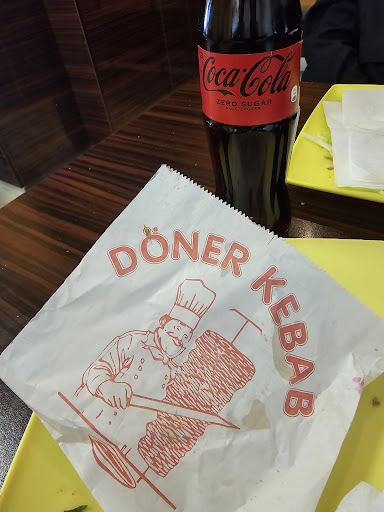 Coca-Cola
ZERO SUGAR
DÖNER KEBAB